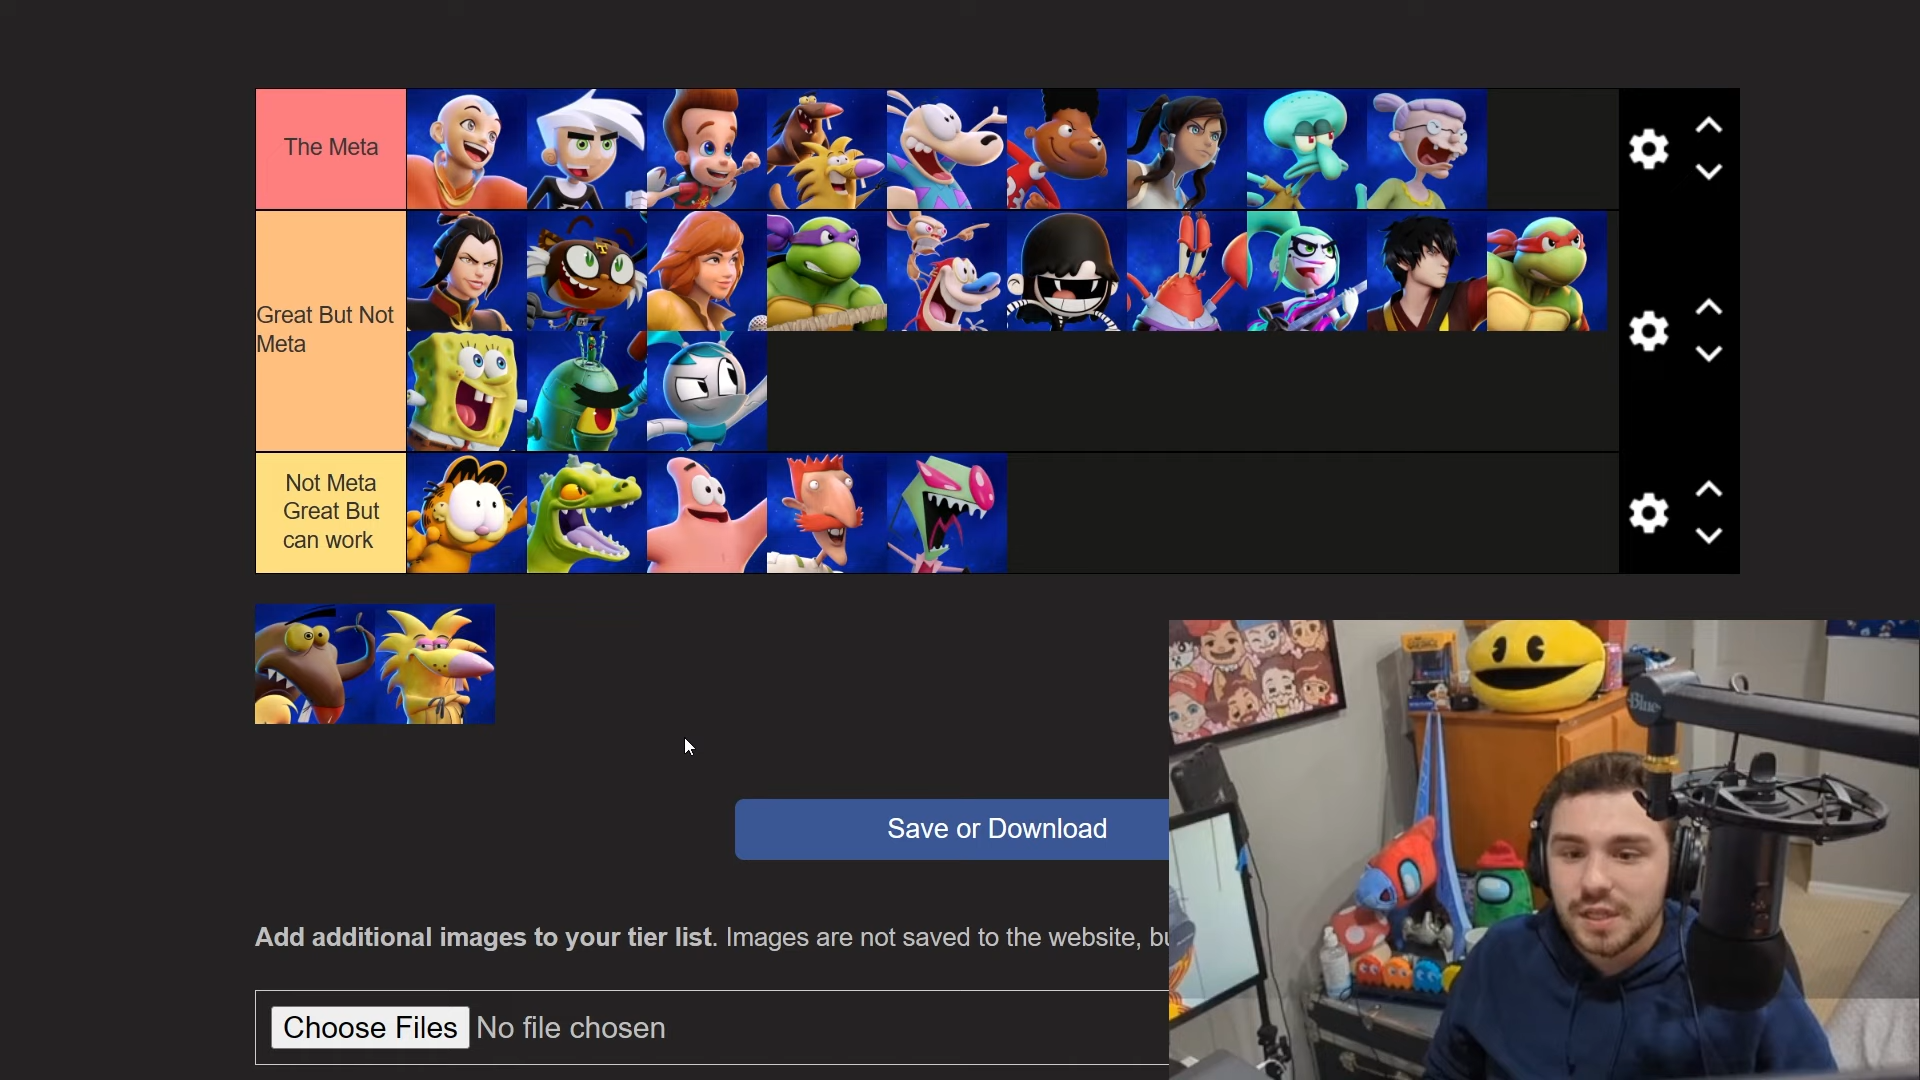 The Meta
Great But Not
Meta
Not Meta
Great But
can work
Save or Download
Add additional images to your tier list. Images are not saved to the website,
Choose Files No file chosen
Blue